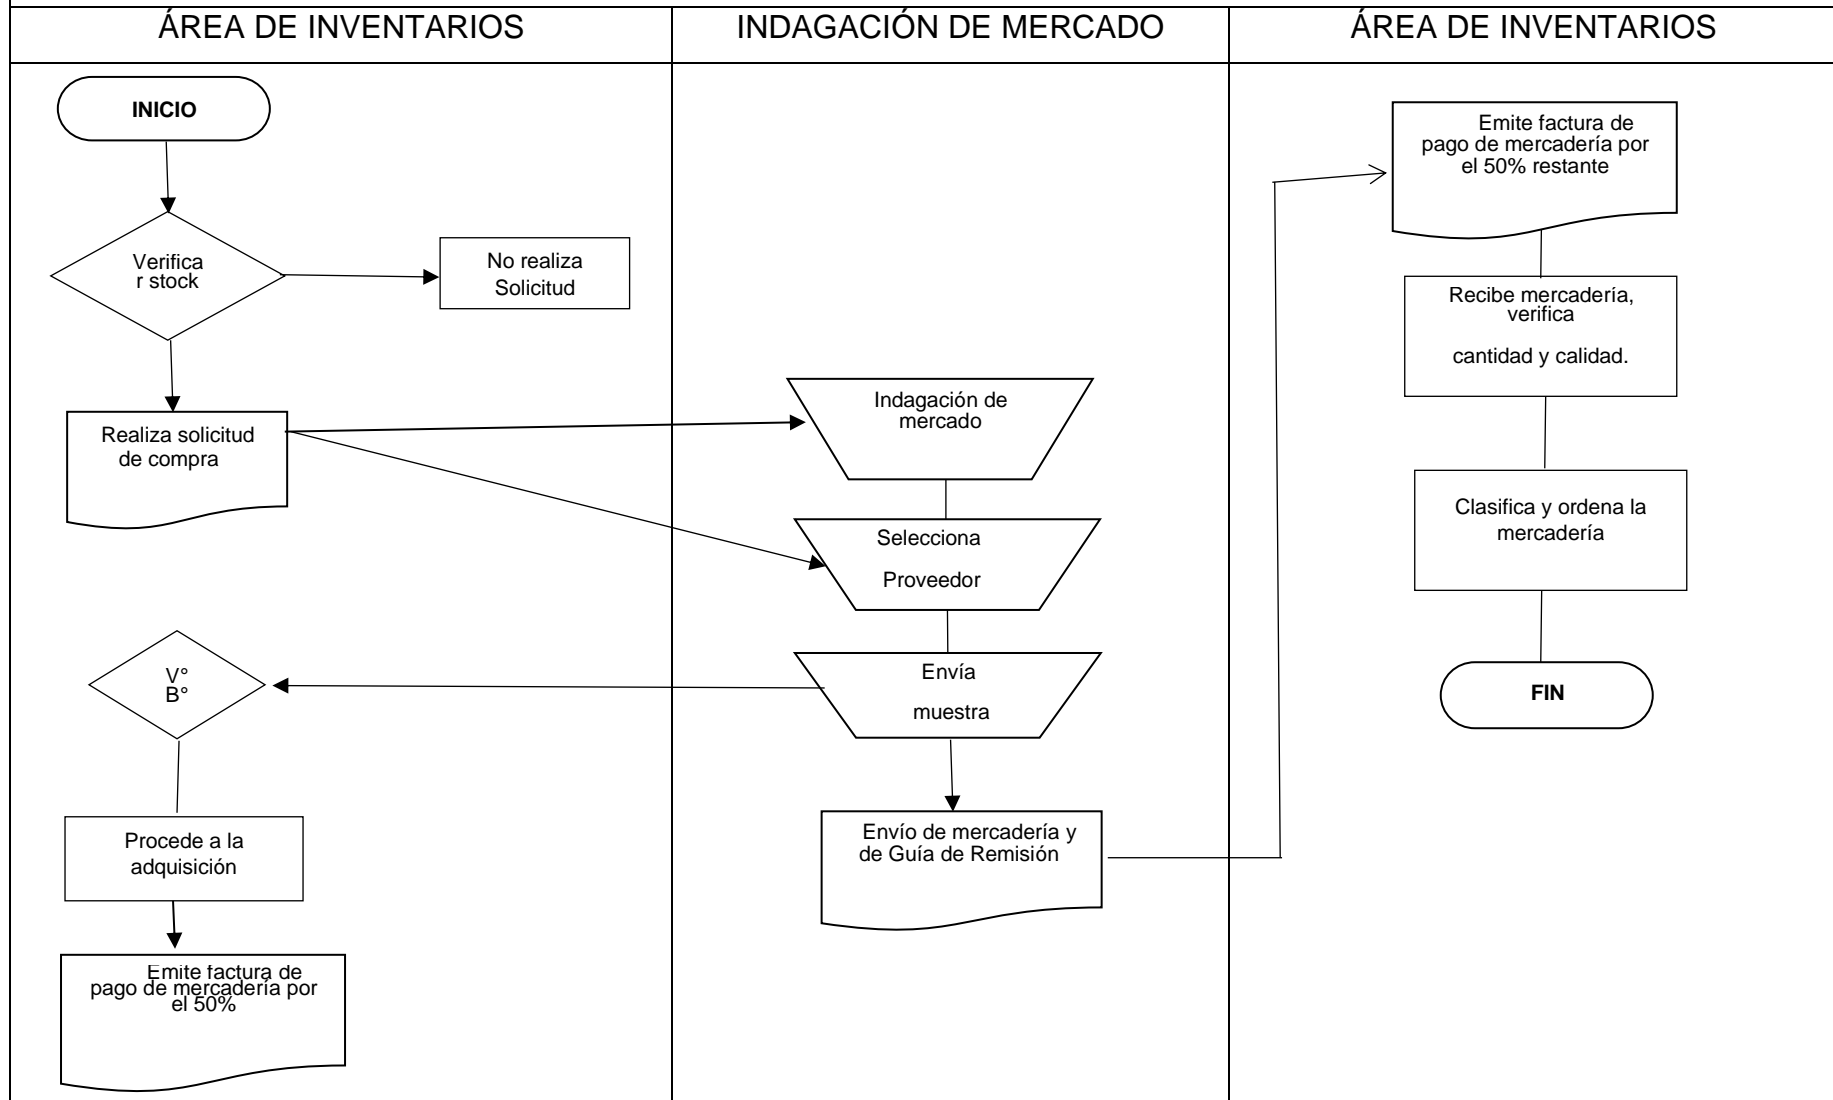 ÁREA DE INVENTARIOS
INDAGACIÓN DE MERCADO
ÁREA DE INVENTARIOS
INICIO
Verifica
r stock
No realiza
Solicitud
Realiza solicitud
de compra
V°
B°
Procede a la
adquisición
Emite factura de
pago de mercadería por
el 50%
Indagación de
mercado
Selecciona
Proveedor
Envía
muestra
Envío de mercadería y
de Guía de Remisión
Emite factura de
pago de mercadería por
el 50% restante
Recibe mercadería,
verifica
cantidad y calidad.
Clasifica y ordena la
mercadería
FIN